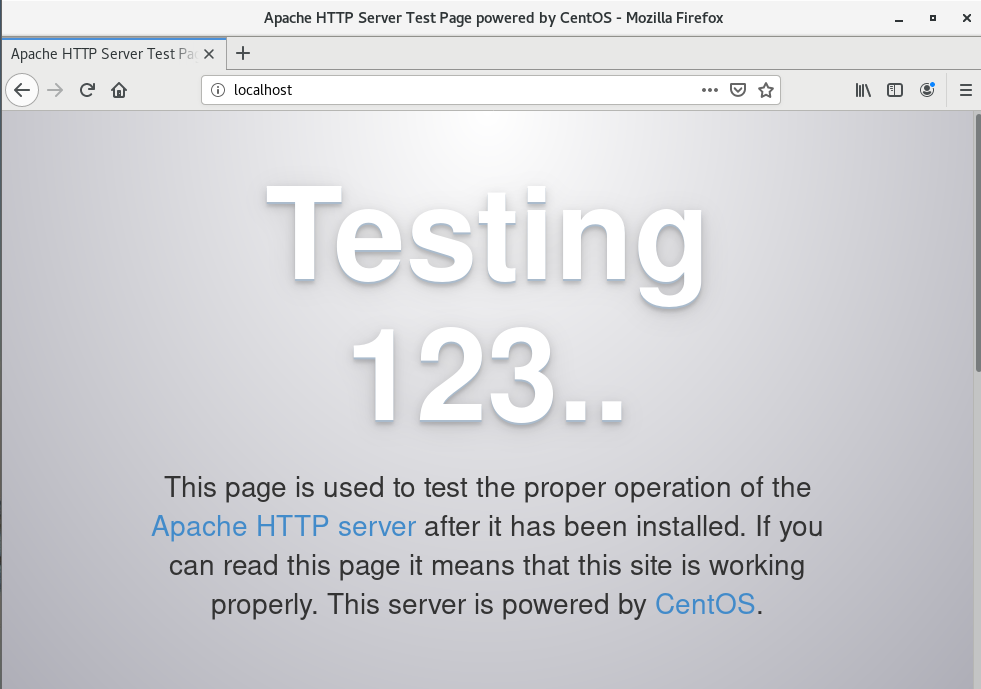 Apache HTTP Server Test Page powered by CentOS - Mozilla Firefox
Apache HTTP Server Test Pa
localhost
Testing
123..
This page is used to test the proper operation of the
Apache HTTP server after it has been installed. If you
can read this page it means that this site is working
properly. This server is powered by CentOS.